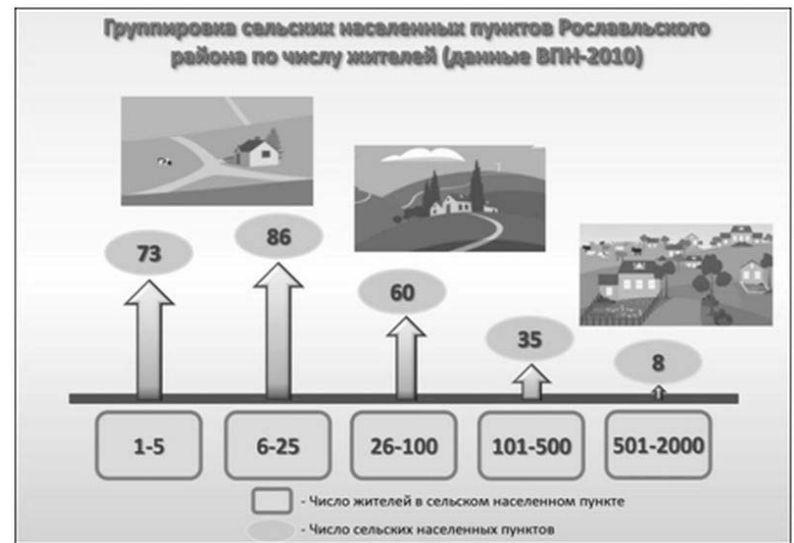 Группировка сельских населенных пунктов Рославльского
района по числу жителей (данные ВПН-2010)
73
86
60
35
8
1-5
6-25
26-100
101-500
501-2000
- Число жителей в сельском населенном пункте
- Число сельских населенных пунктов